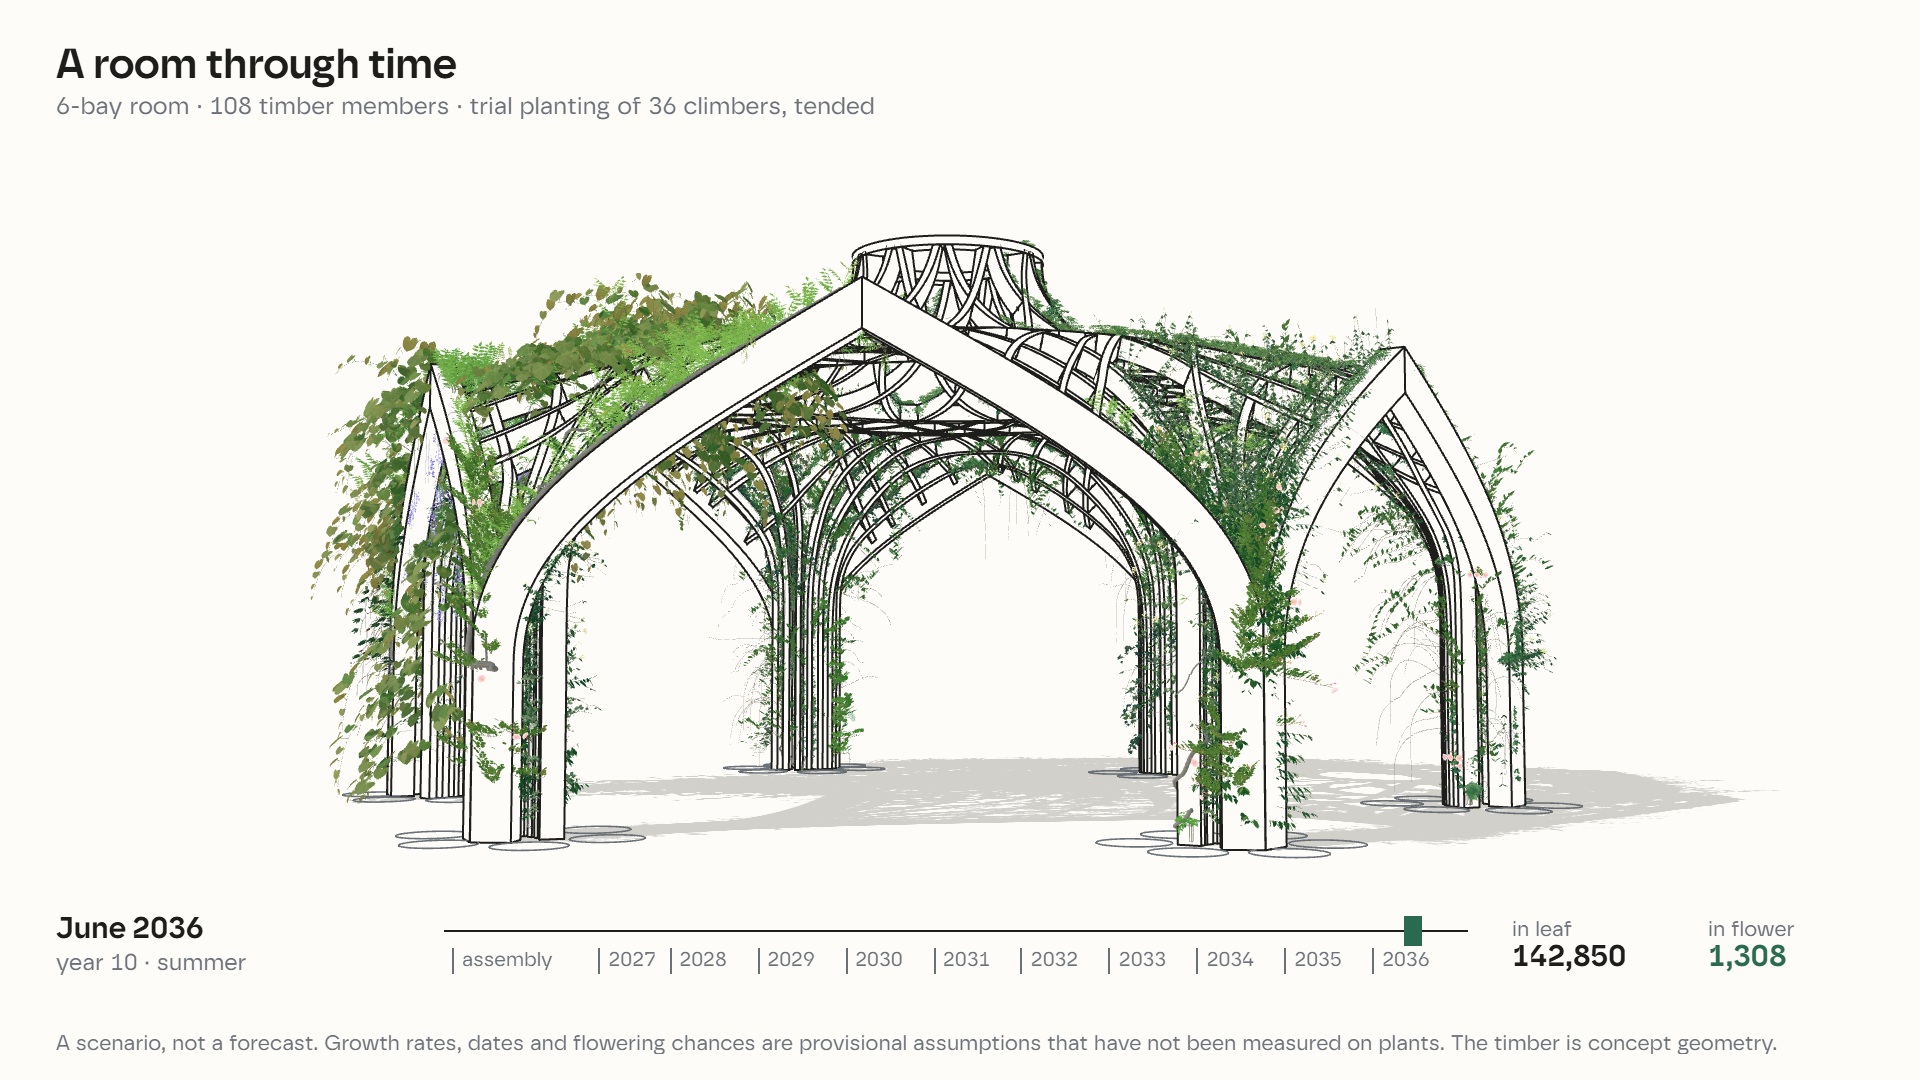 A room through time
6-bay room · 108 timber members · trial planting of 36 climbers, tended
June 2036
year 10 · summer
assembly
2027
2028
2029
2030
2031
2032
2033
2034
2035
2036
in leaf
142,850
in flower
1,308
A scenario, not a forecast. Growth rates, dates and flowering chances are provisional assumptions that have not been measured on plants. The timber is concept geometry.